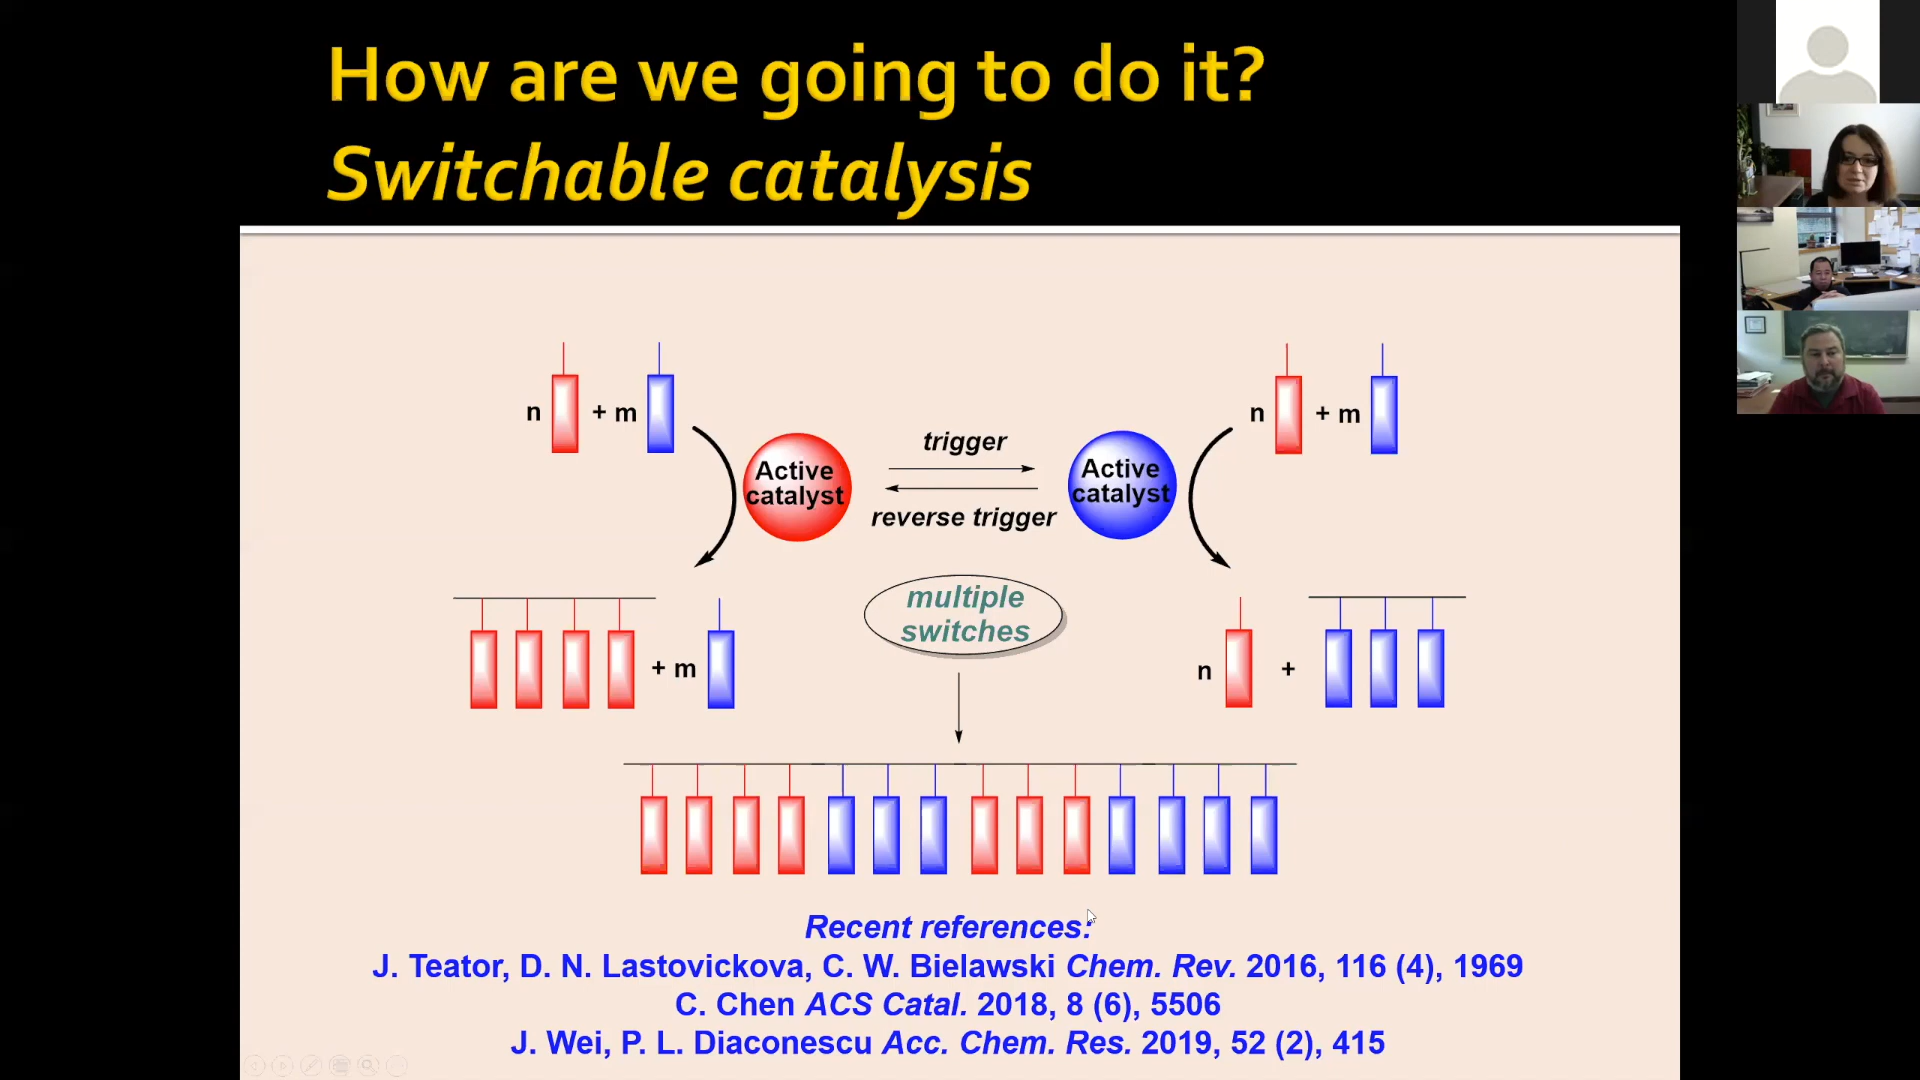 How are we going to do it?
Switchable catalysis
n + m
n + m
trigger
Active catalyst
Active catalyst
reverse trigger
multiple
switches
+ m
n +
Recent references:
J. Teator, D. N. Lastovickova, C. W. Bielawski Chem. Rev. 2016, 116 (4), 1969
C. Chen ACS Catal. 2018, 8 (6), 5506
J. Wei, P. L. Diaconescu Acc. Chem. Res. 2019, 52 (2), 415